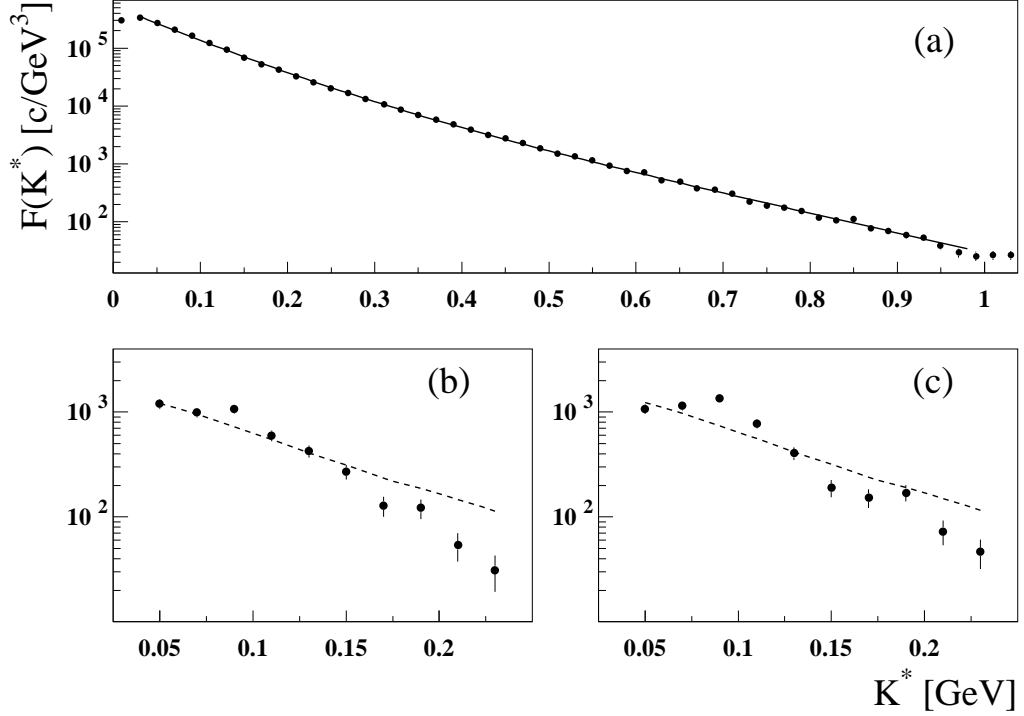 F(K*) [c/GeV³]
(a)
10⁵
10⁴
10³
10²
0 0.1 0.2 0.3 0.4 0.5 0.6 0.7 0.8 0.9 1
(b) (c)
10³ 10³
10² 10²
0.05 0.1 0.15 0.2 0.05 0.1 0.15 0.2
K* [GeV]